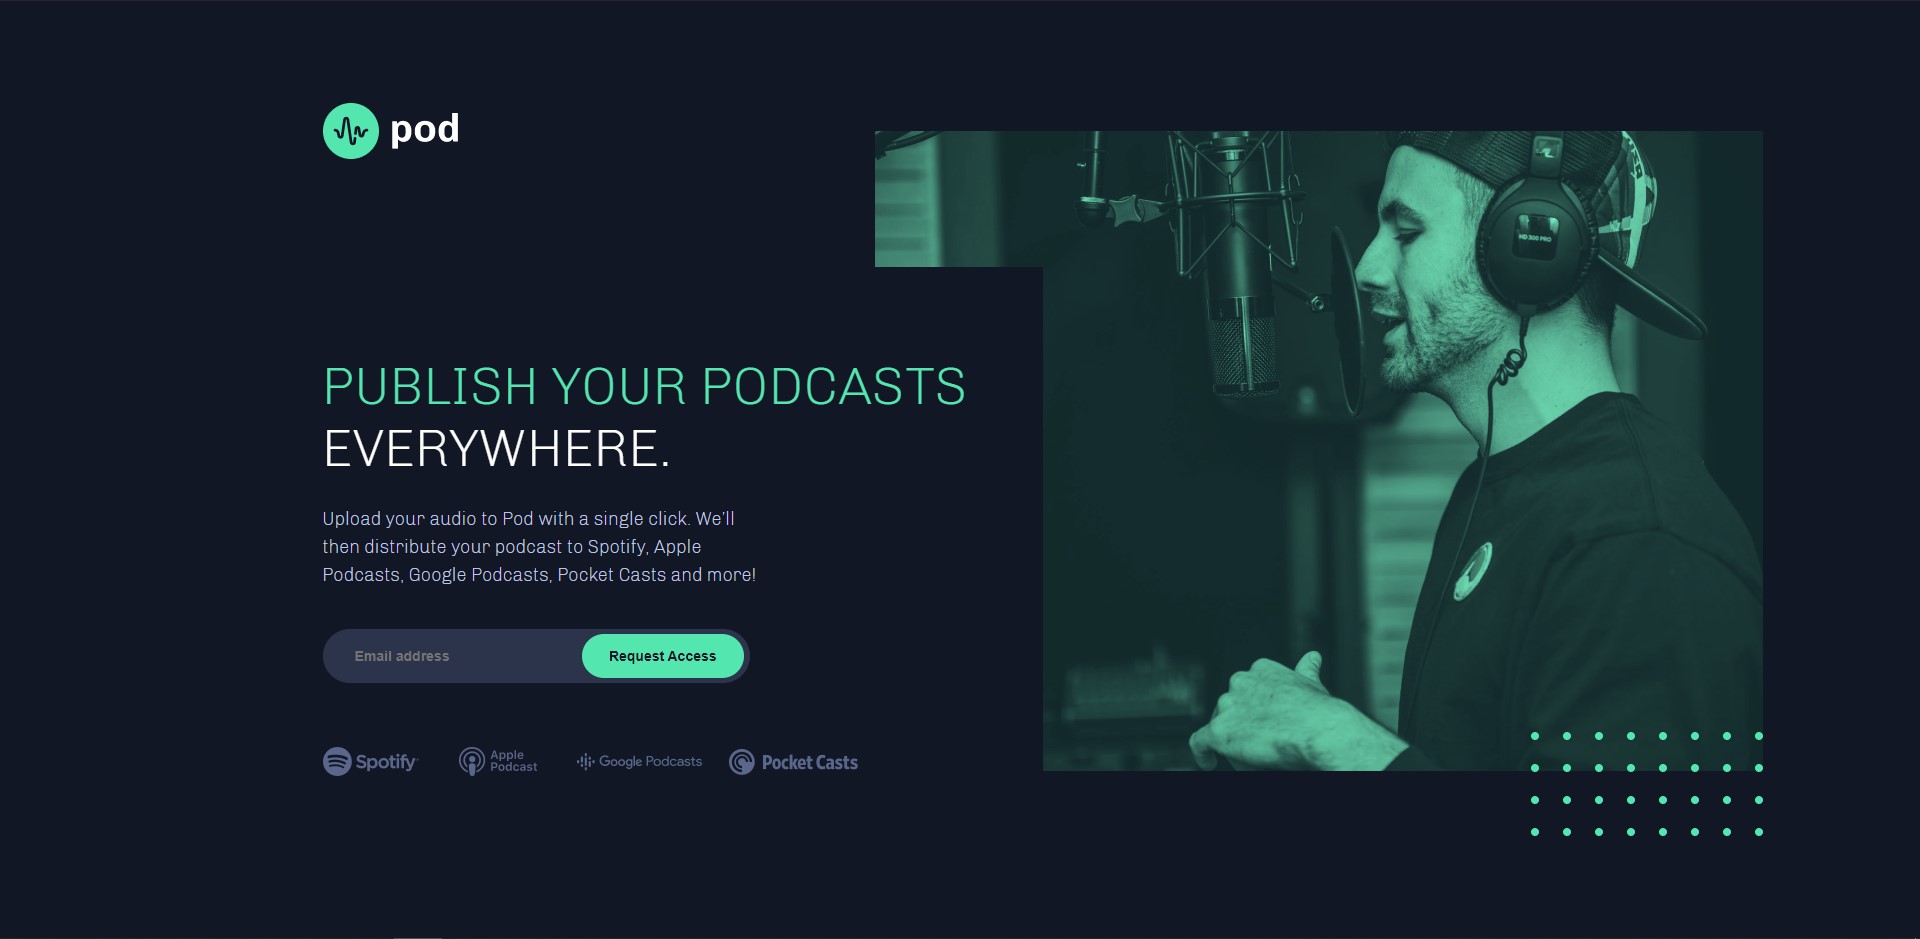 pod
HD 300 PRO
PUBLISH YOUR PODCASTS
EVERYWHERE.
Upload your audio to Pod with a single click. We’ll
then distribute your podcast to Spotify, Apple
Podcasts, Google Podcasts, Pocket Casts and more!
Email address
Request Access
Spotify
Apple
Podcast
Google Podcasts
Pocket Casts